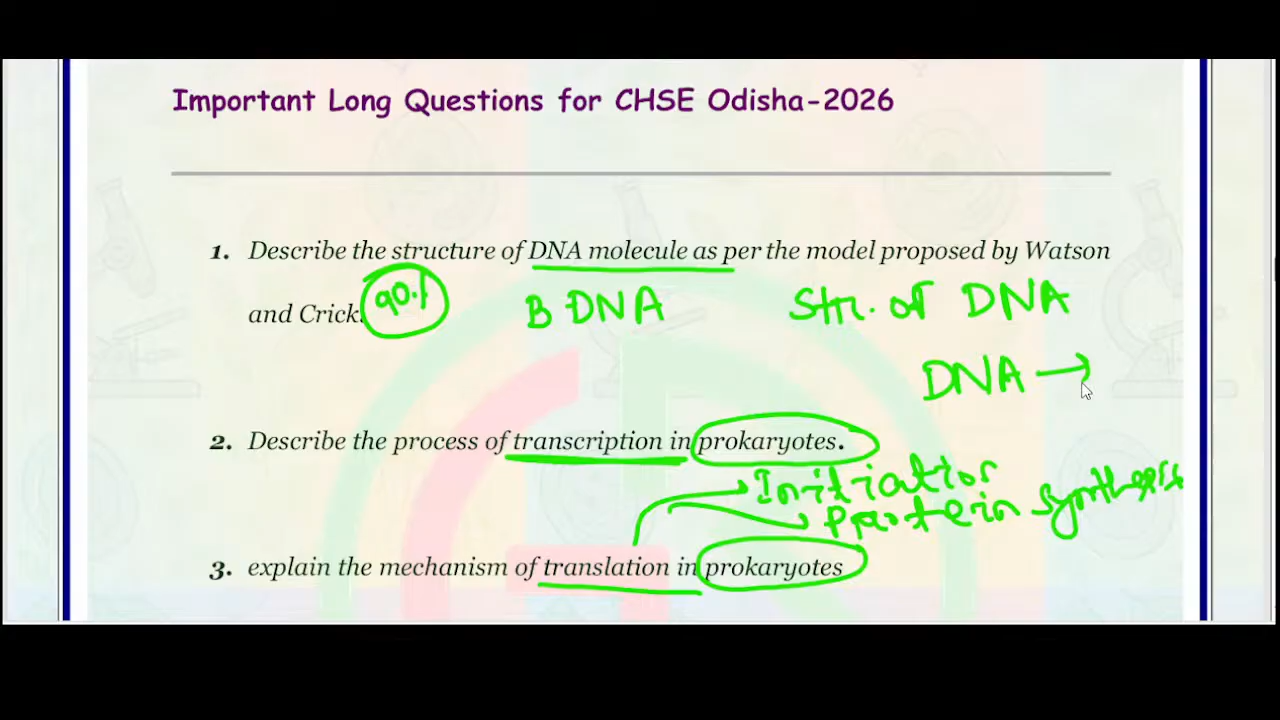 Important Long Questions for CHSE Odisha-2026
1. Describe the structure of DNA molecule as per the model proposed by Watson
and Crick.
90%
B DNA
Str. of DNA
DNA →
2. Describe the process of transcription in prokaryotes.
Initiation
Protein synthesis
3. explain the mechanism of translation in prokaryotes